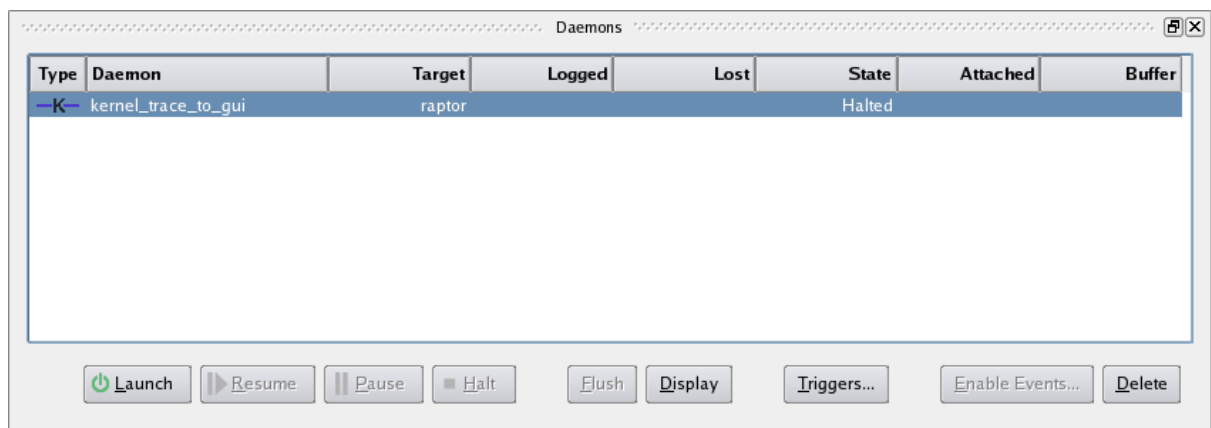 Daemons
Type Daemon Target Logged Lost State Attached Buffer
K kernel_trace_to_gui raptor Halted
Launch Resume Pause Halt Flush Display Triggers... Enable Events... Delete